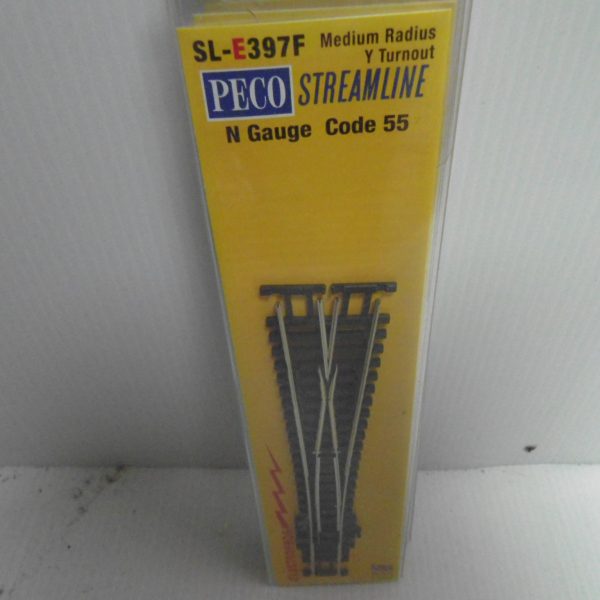 SL-E397F
Medium Radius
Y Turnout
PECO STREAMLINE
N Gauge Code 55